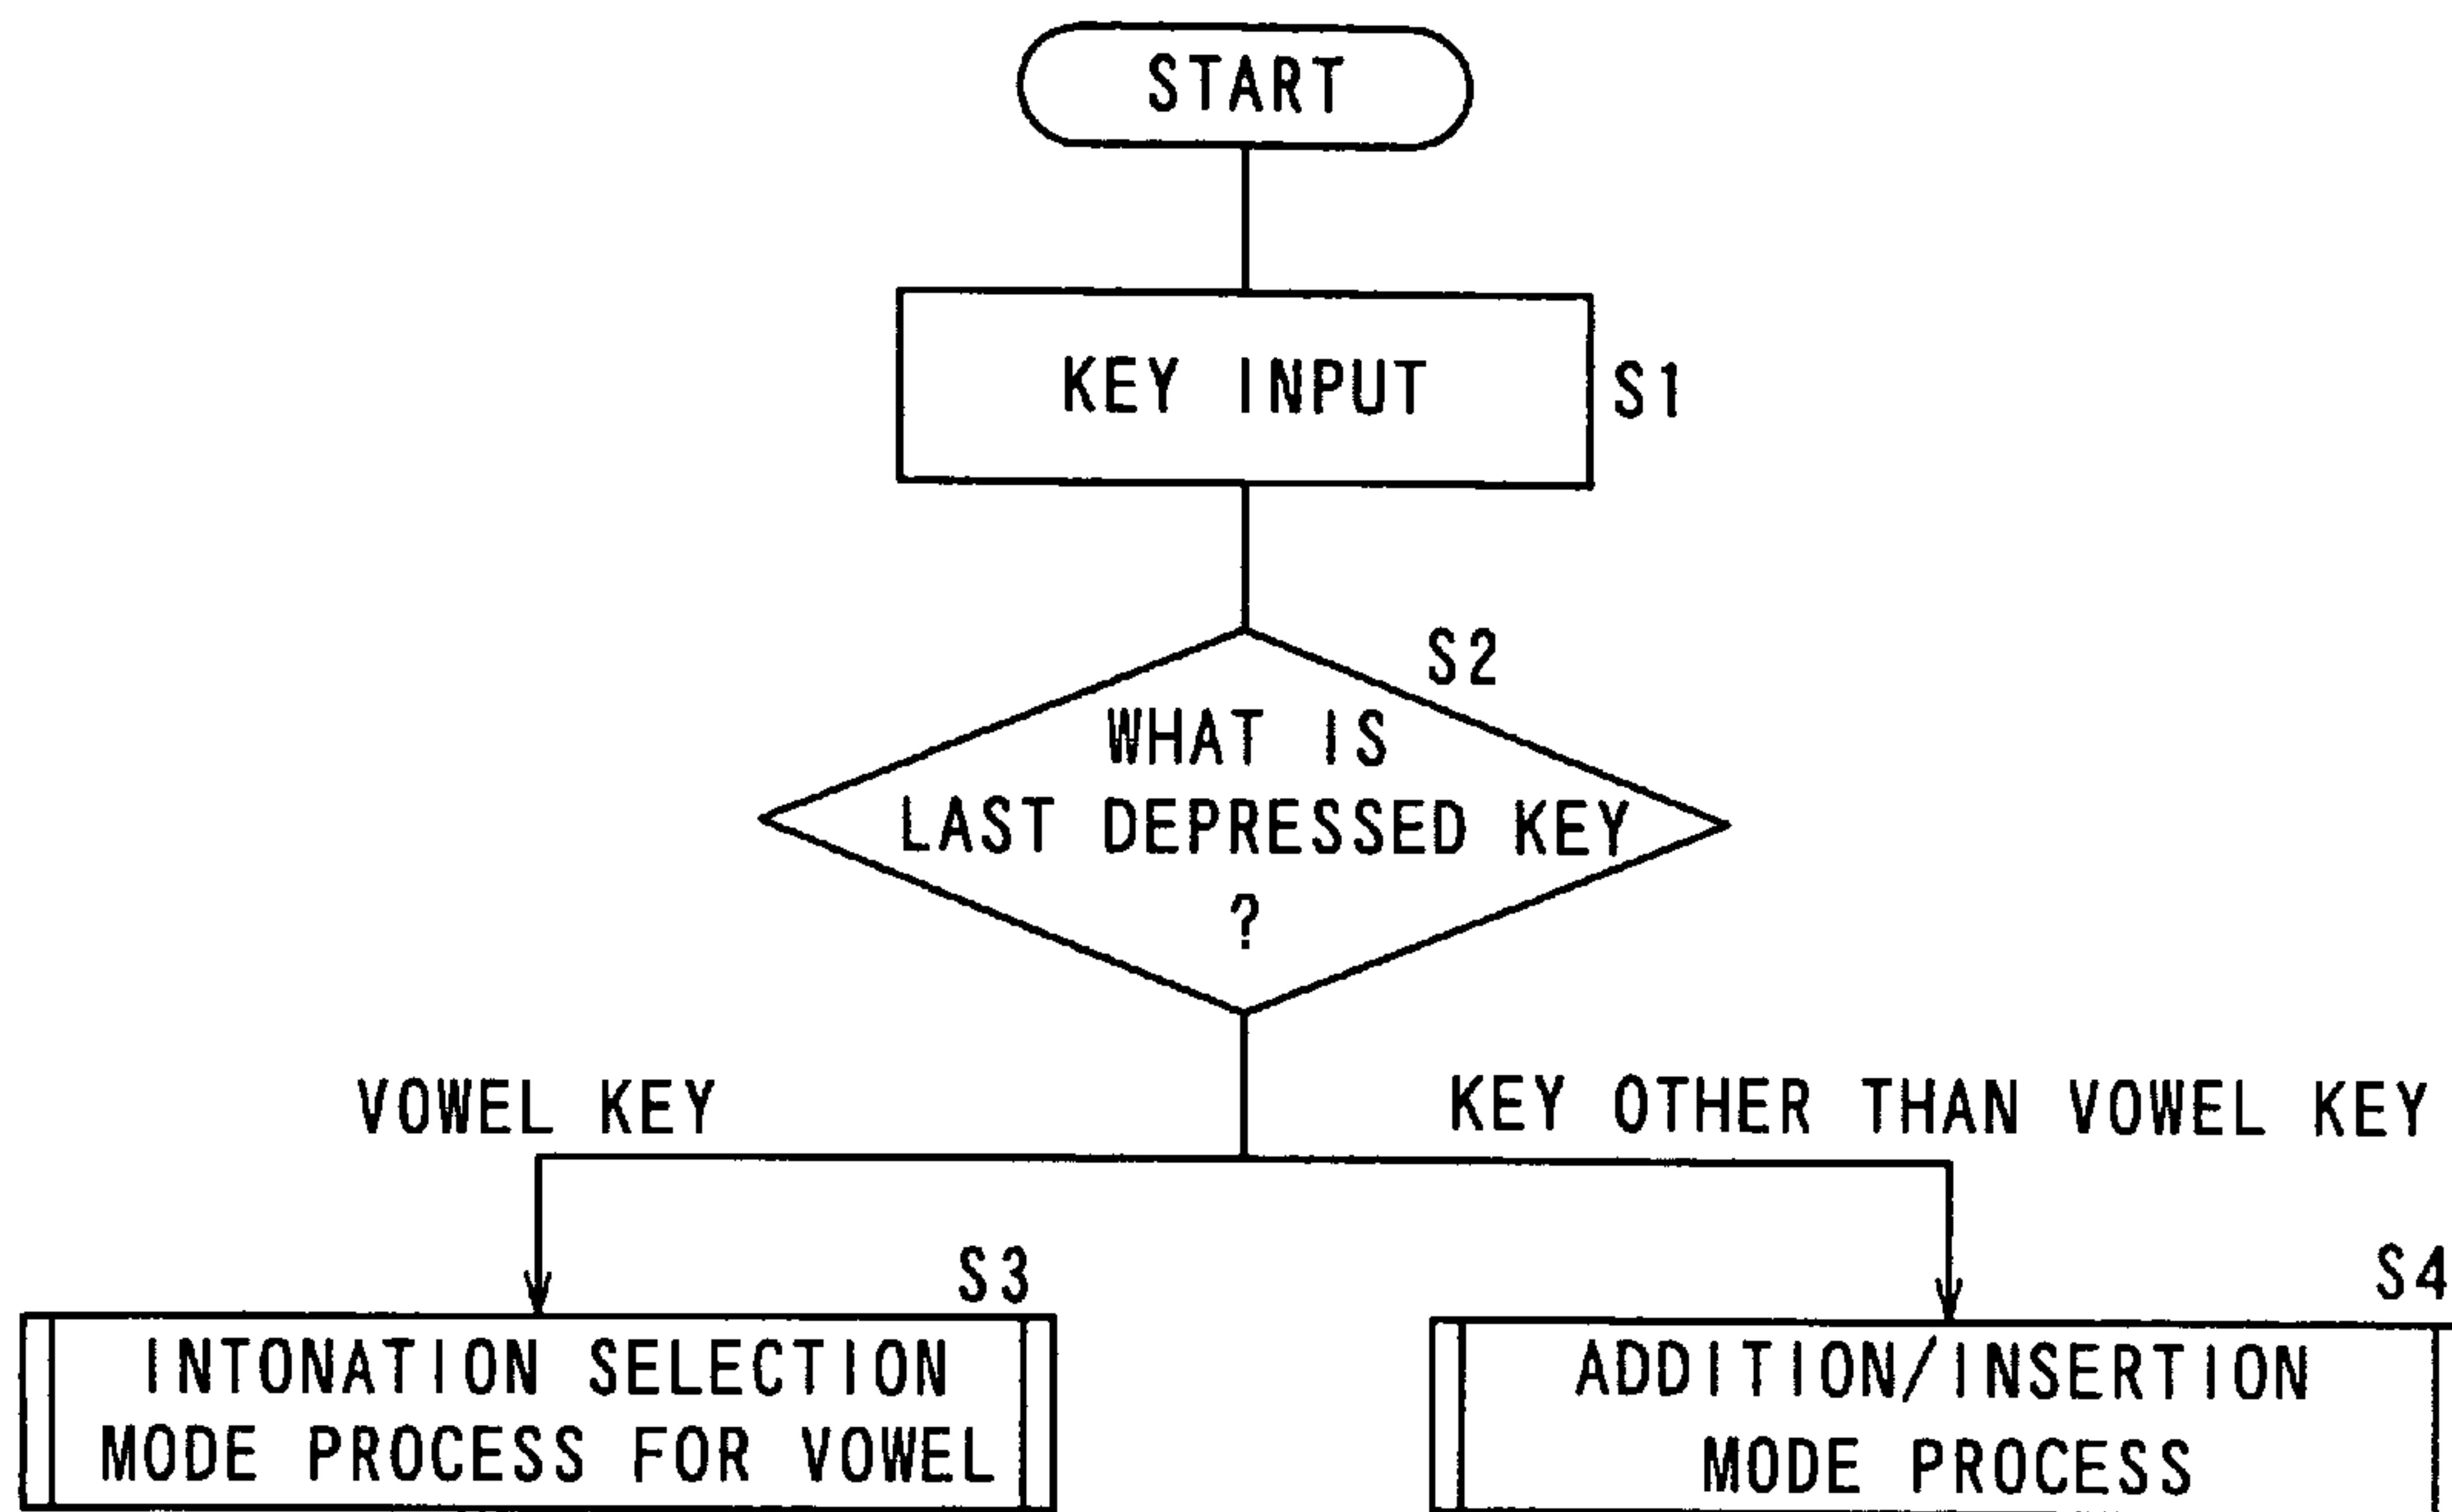 START
KEY INPUT
S1
S2
WHAT IS
LAST DEPRESSED KEY
?
VOWEL KEY
KEY OTHER THAN VOWEL KEY
S3
INTONATION SELECTION
MODE PROCESS FOR VOWEL
S4
ADDITION/INSERTION
MODE PROCESS